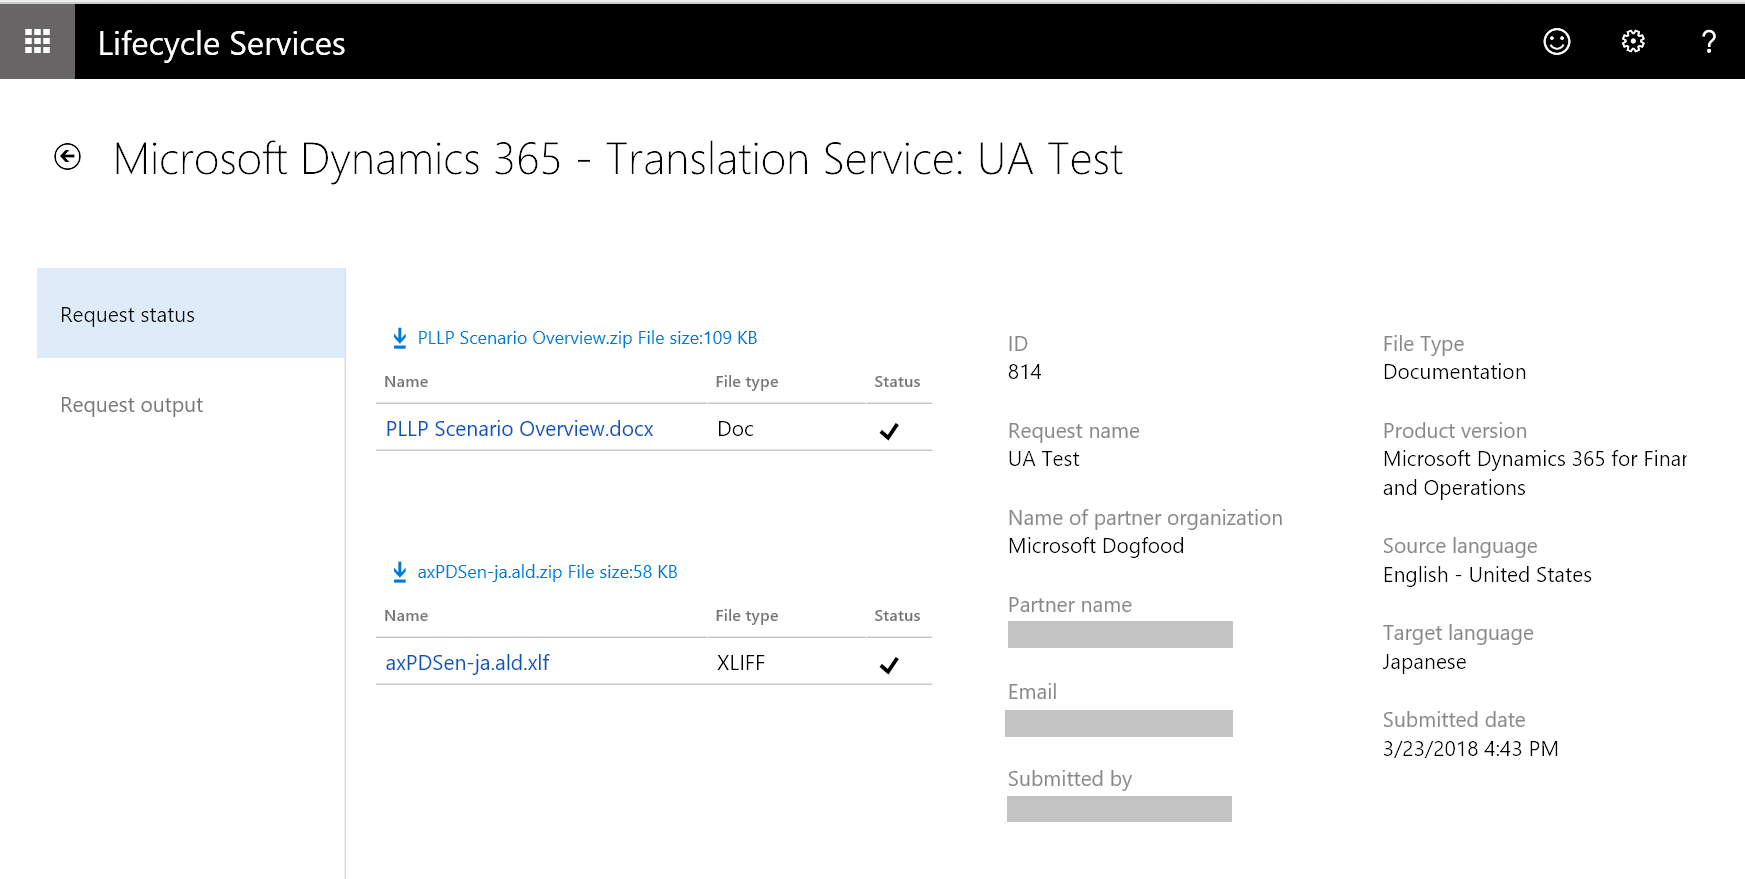 Lifecycle Services
?
Microsoft Dynamics 365 - Translation Service: UA Test
Request status
Request output
PLLP Scenario Overview.zip File size:109 KB
Name File type Status
PLLP Scenario Overview.docx Doc
axPDSen-ja.ald.zip File size:58 KB
Name File type Status
axPDSen-ja.ald.xlf XLIFF
ID
814
Request name
UA Test
Name of partner organization
Microsoft Dogfood
Partner name
Email
Submitted by
File Type
Documentation
Product version
Microsoft Dynamics 365 for Finar
and Operations
Source language
English - United States
Target language
Japanese
Submitted date
3/23/2018 4:43 PM